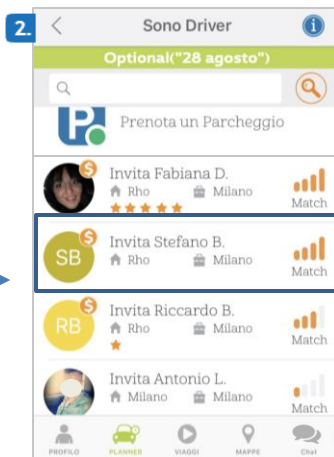 2.
Sono Driver
Optional("28 agosto")
P.
Prenota un Parcheggio
$
Invita Fabiana D.
Rho Milano
Match
$
SB
Invita Stefano B.
Rho Milano
Match
$
RB
Invita Riccardo B.
Rho Milano
Match
Invita Antonio L.
Milano Milano
Match
PROFILO PLANNER VIAGGI MAPPE Chat